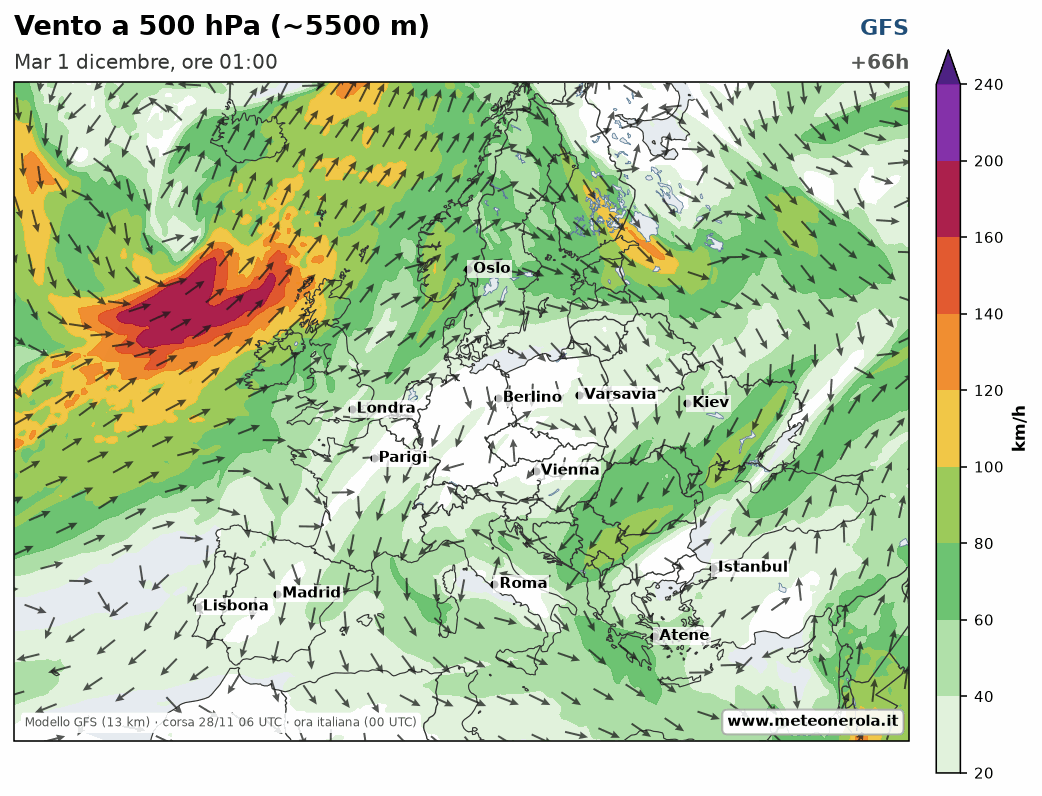 Vento a 500 hPa (~5500 m)
GFS
Mar 1 dicembre, ore 01:00
+66h
240
200
160
140
120
100
80
60
40
20
km/h
Oslo
Berlino
Varsavia
Kiev
Londra
Parigi
Vienna
Istanbul
Roma
Madrid
Lisbona
Atene
Modello GFS (13 km) · corsa 28/11 06 UTC · ora italiana (00 UTC)
www.meteonerola.it